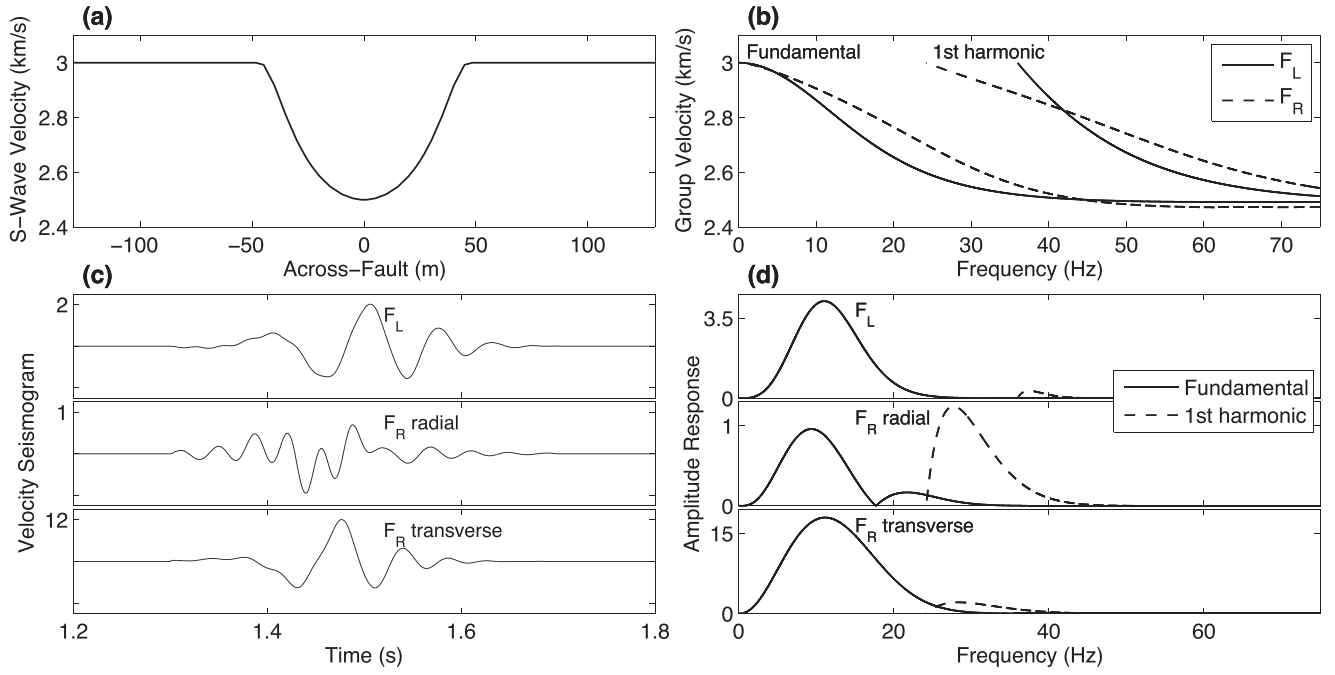 (a)
S−Wave Velocity (km/s)
3
2.8
2.6
2.4
−100 −50 0 50 100
Across−Fault (m)
(b)
Group Velocity (km/s)
3
2.8
2.6
2.4
Fundamental 1st harmonic
F_L
F_R
0 10 20 30 40 50 60 70
Frequency (Hz)
(c)
Velocity Seismogram
2
F_L
1
F_R radial
12
F_R transverse
1.2 1.4 1.6 1.8
Time (s)
(d)
Amplitude Response
3.5
0
F_L
Fundamental
1st harmonic
1
0
F_R radial
15
0
F_R transverse
0 20 40 60
Frequency (Hz)